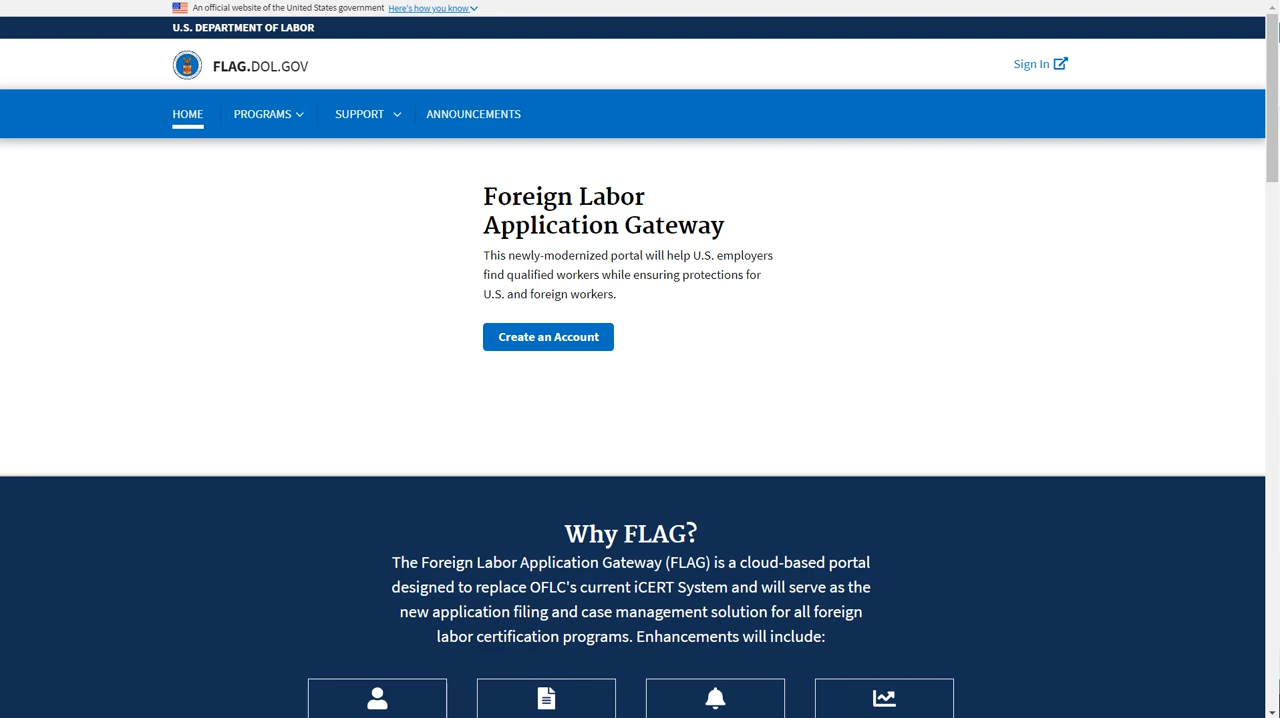 An official website of the United States government Here's how you know
U.S. DEPARTMENT OF LABOR
FLAG.DOL.GOV
Sign In
HOME PROGRAMS SUPPORT ANNOUNCEMENTS
Foreign Labor
Application Gateway
This newly-modernized portal will help U.S. employers
find qualified workers while ensuring protections for
U.S. and foreign workers.
Create an Account
Why FLAG?
The Foreign Labor Application Gateway (FLAG) is a cloud-based portal
designed to replace OFLC's current iCERT System and will serve as the
new application filing and case management solution for all foreign
labor certification programs. Enhancements will include: